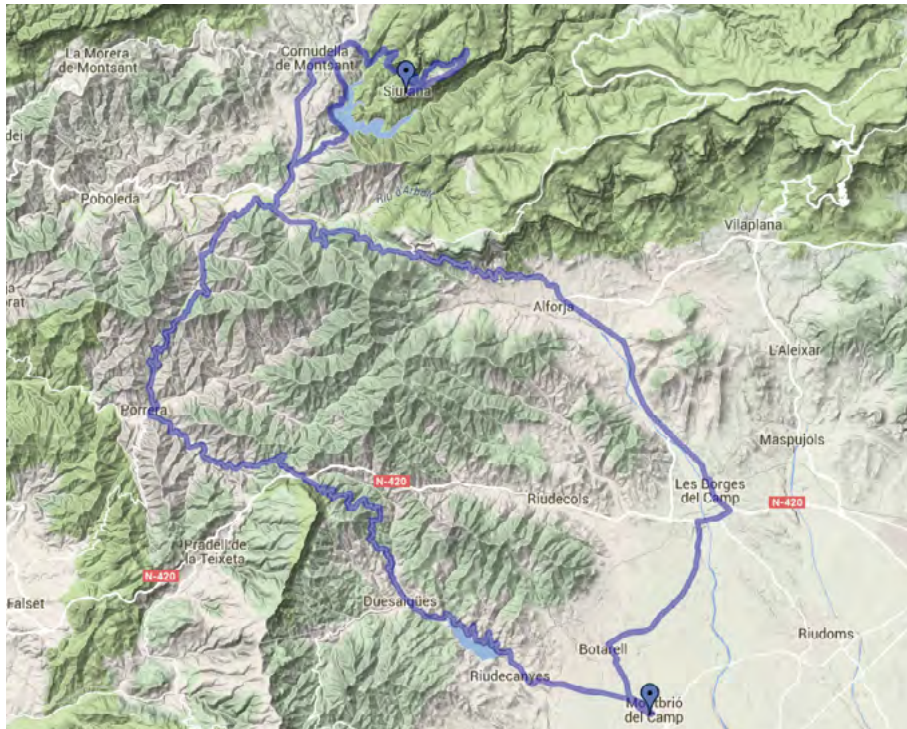 La Morera
de Montsant
Cornudella
de Montsant
Siurana
dei
Poboleda
Riu d'Arbolí
Vilaplana
Alforja
L'Aleixar
Porrera
Maspujols
N-420
Riudecols
Les Borges
del Camp
N-420
Pradell de
la Teixeta
N-420
Falset
Duesaigües
Riudoms
Botarell
Riudecanyes
Montbrió
del Camp